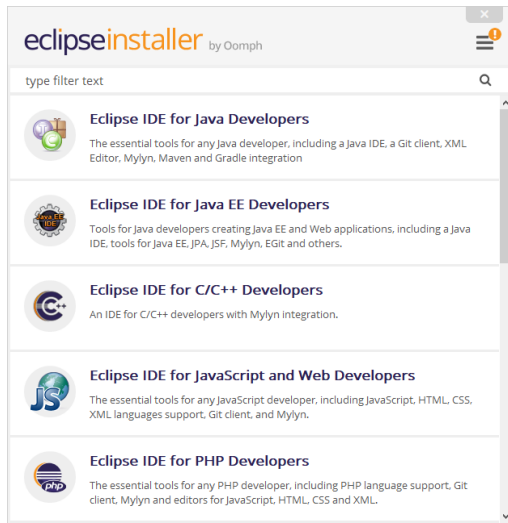 eclipseinstaller by Oomph
type filter text
Eclipse IDE for Java Developers
The essential tools for any Java developer, including a Java IDE, a Git client, XML
Editor, Mylyn, Maven and Gradle integration
Java EE
IDE
Eclipse IDE for Java EE Developers
Tools for Java developers creating Java EE and Web applications, including a Java
IDE, tools for Java EE, JPA, JSF, Mylyn, EGit and others.
C++
Eclipse IDE for C/C++ Developers
An IDE for C/C++ developers with Mylyn integration.
JS
Eclipse IDE for JavaScript and Web Developers
The essential tools for any JavaScript developer, including JavaScript, HTML, CSS,
XML languages support, Git client, and Mylyn.
php
Eclipse IDE for PHP Developers
The essential tools for any PHP developer, including PHP language support, Git
client, Mylyn and editors for JavaScript, HTML, CSS and XML.